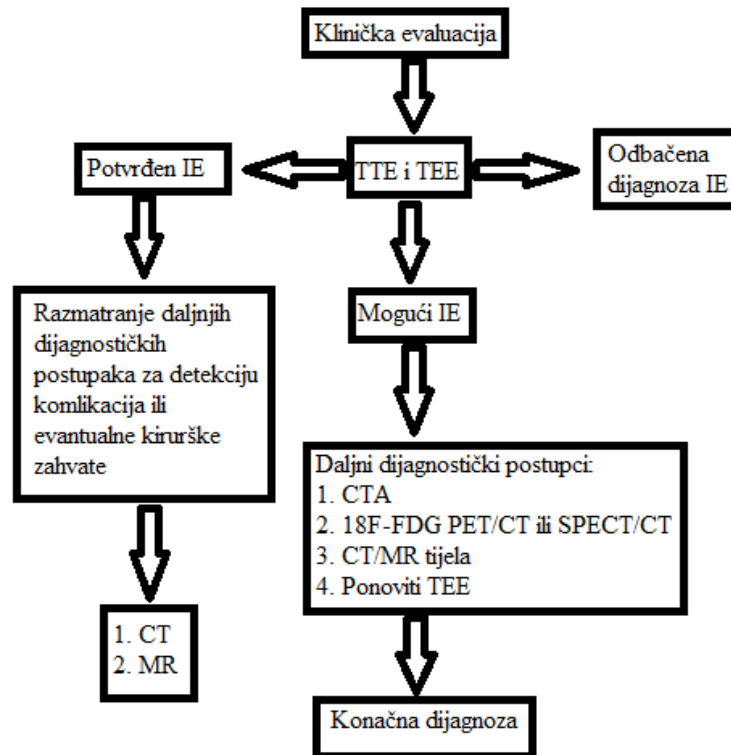 Klinička evaluacija
Potvrđen IE
TTE i TEE
Odbačena
dijagnoza IE
Razmatranje daljnjih
dijagnostičkih
postupaka za detekciju
komlikacija ili
evantualne kirurške
zahvate
Mogući IE
Daljni dijagnostički postupci:
1. CTA
2. 18F-FDG PET/CT ili SPECT/CT
3. CT/MR tijela
4. Ponoviti TEE
1. CT
2. MR
Konačna dijagnoza